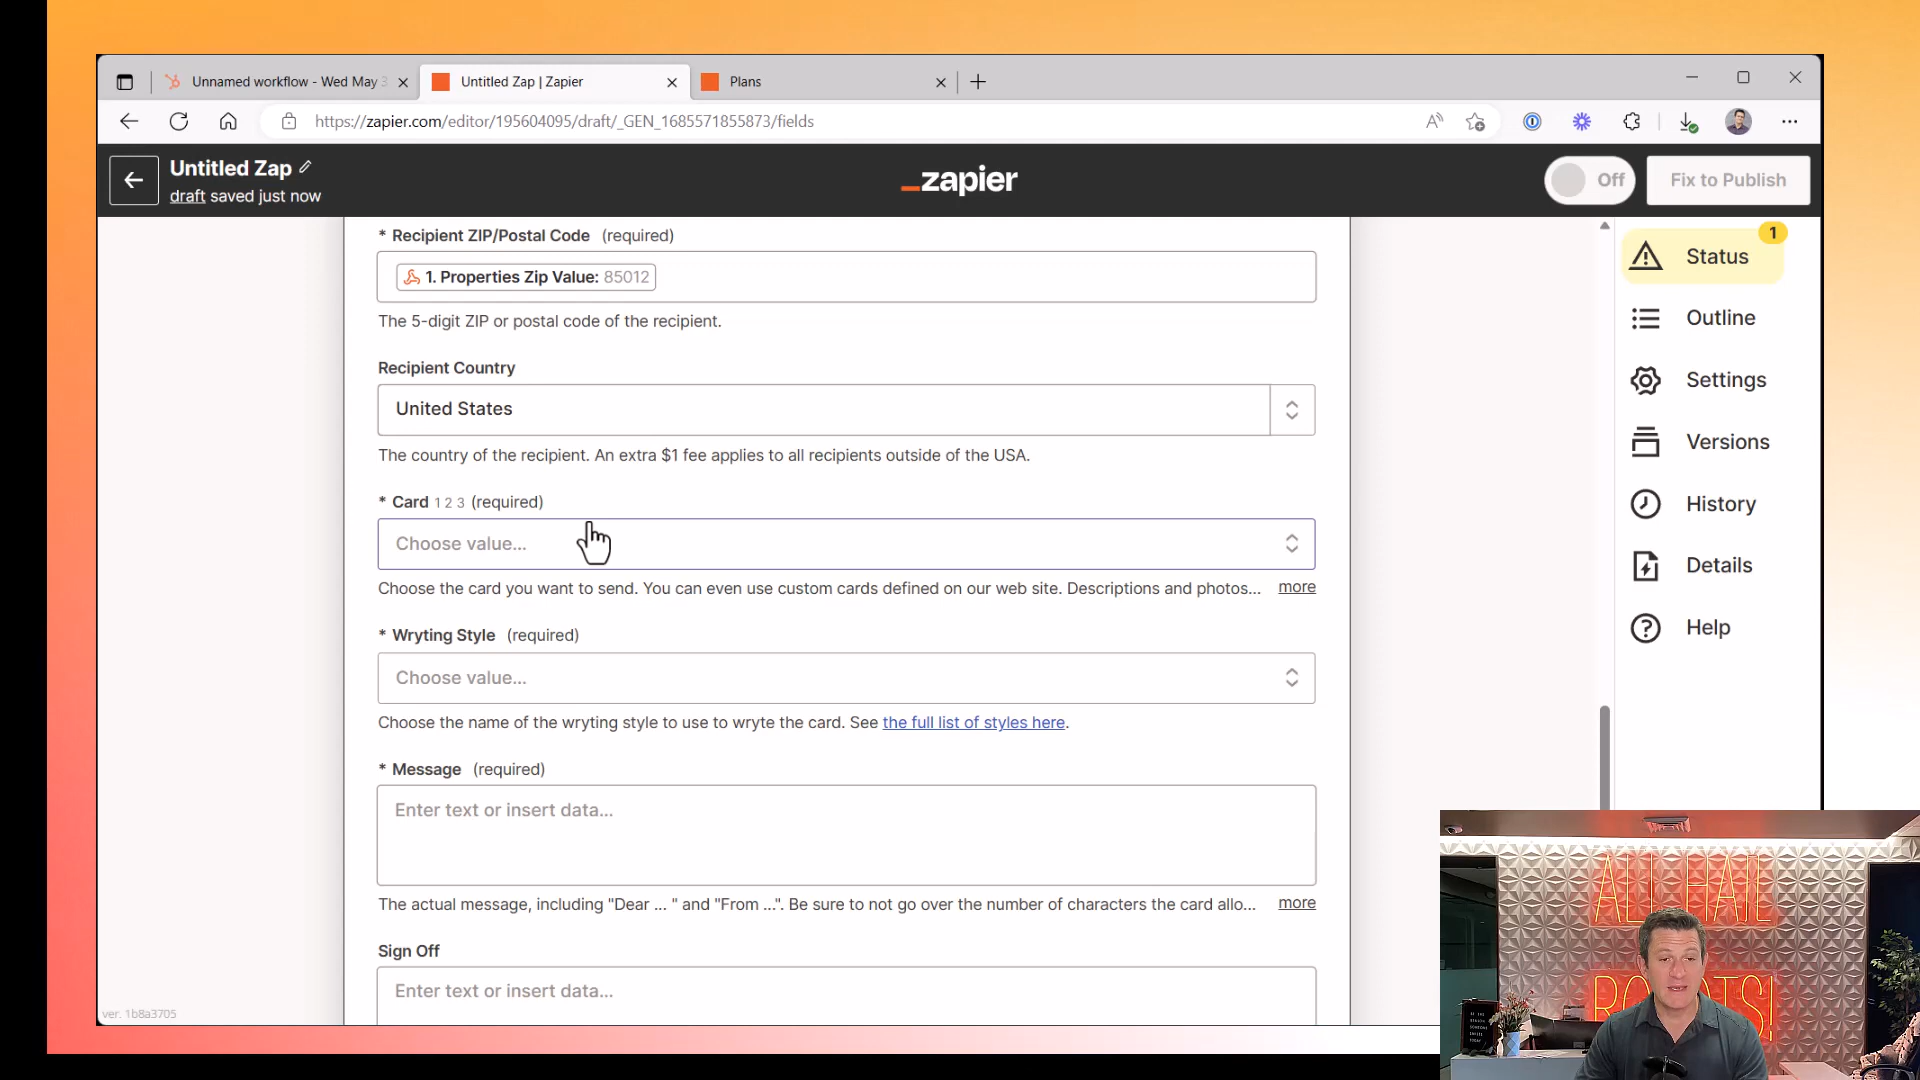 Unnamed workflow - Wed May 3
Untitled Zap | Zapier
Plans
https://zapier.com/editor/195604095/draft/_GEN_1685571855873/fields
Untitled Zap
draft saved just now
_zapier
Off
Fix to Publish
* Recipient ZIP/Postal Code (required)
1. Properties Zip Value: 85012
The 5-digit ZIP or postal code of the recipient.
Recipient Country
United States
The country of the recipient. An extra $1 fee applies to all recipients outside of the USA.
* Card 1 2 3 (required)
Choose value...
Choose the card you want to send. You can even use custom cards defined on our web site. Descriptions and photos... more
* Wryting Style (required)
Choose value...
Choose the name of the wryting style to use to wryte the card. See the full list of styles here.
* Message (required)
Enter text or insert data...
The actual message, including "Dear ... " and "From ...". Be sure to not go over the number of characters the card allo... more
Sign Off
Enter text or insert data...
ver. 1b8a3705
1
Status
Outline
Settings
Versions
History
Details
Help
ALL HAIL